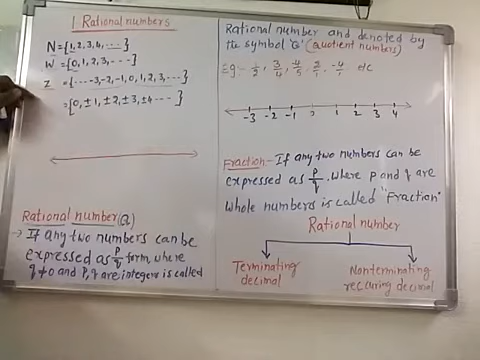 1. Rational numbers
N = {1, 2, 3, 4, ....}
W = {0, 1, 2, 3, ....}
Z = {....-3, -2, -1, 0, 1, 2, 3, ....}
= {0, ±1, ±2, ±3, ±4....}
Rational number (Q)
→ If any two numbers can be
expressed as p/q form, where
q≠0 and P, q are integers is called
Rational number and denoted by
the symbol 'Q' (quotient numbers)
Eg:- 1/2, 3/4, 4/5, 2/1, -4/1 etc
-3 -2 -1 0 1 2 3 4
Fraction:- If any two numbers can be
expressed as p/q. where p and q are
whole numbers is called "Fraction"
Rational number
Terminating
decimal
Nonterminating
recuring decimal